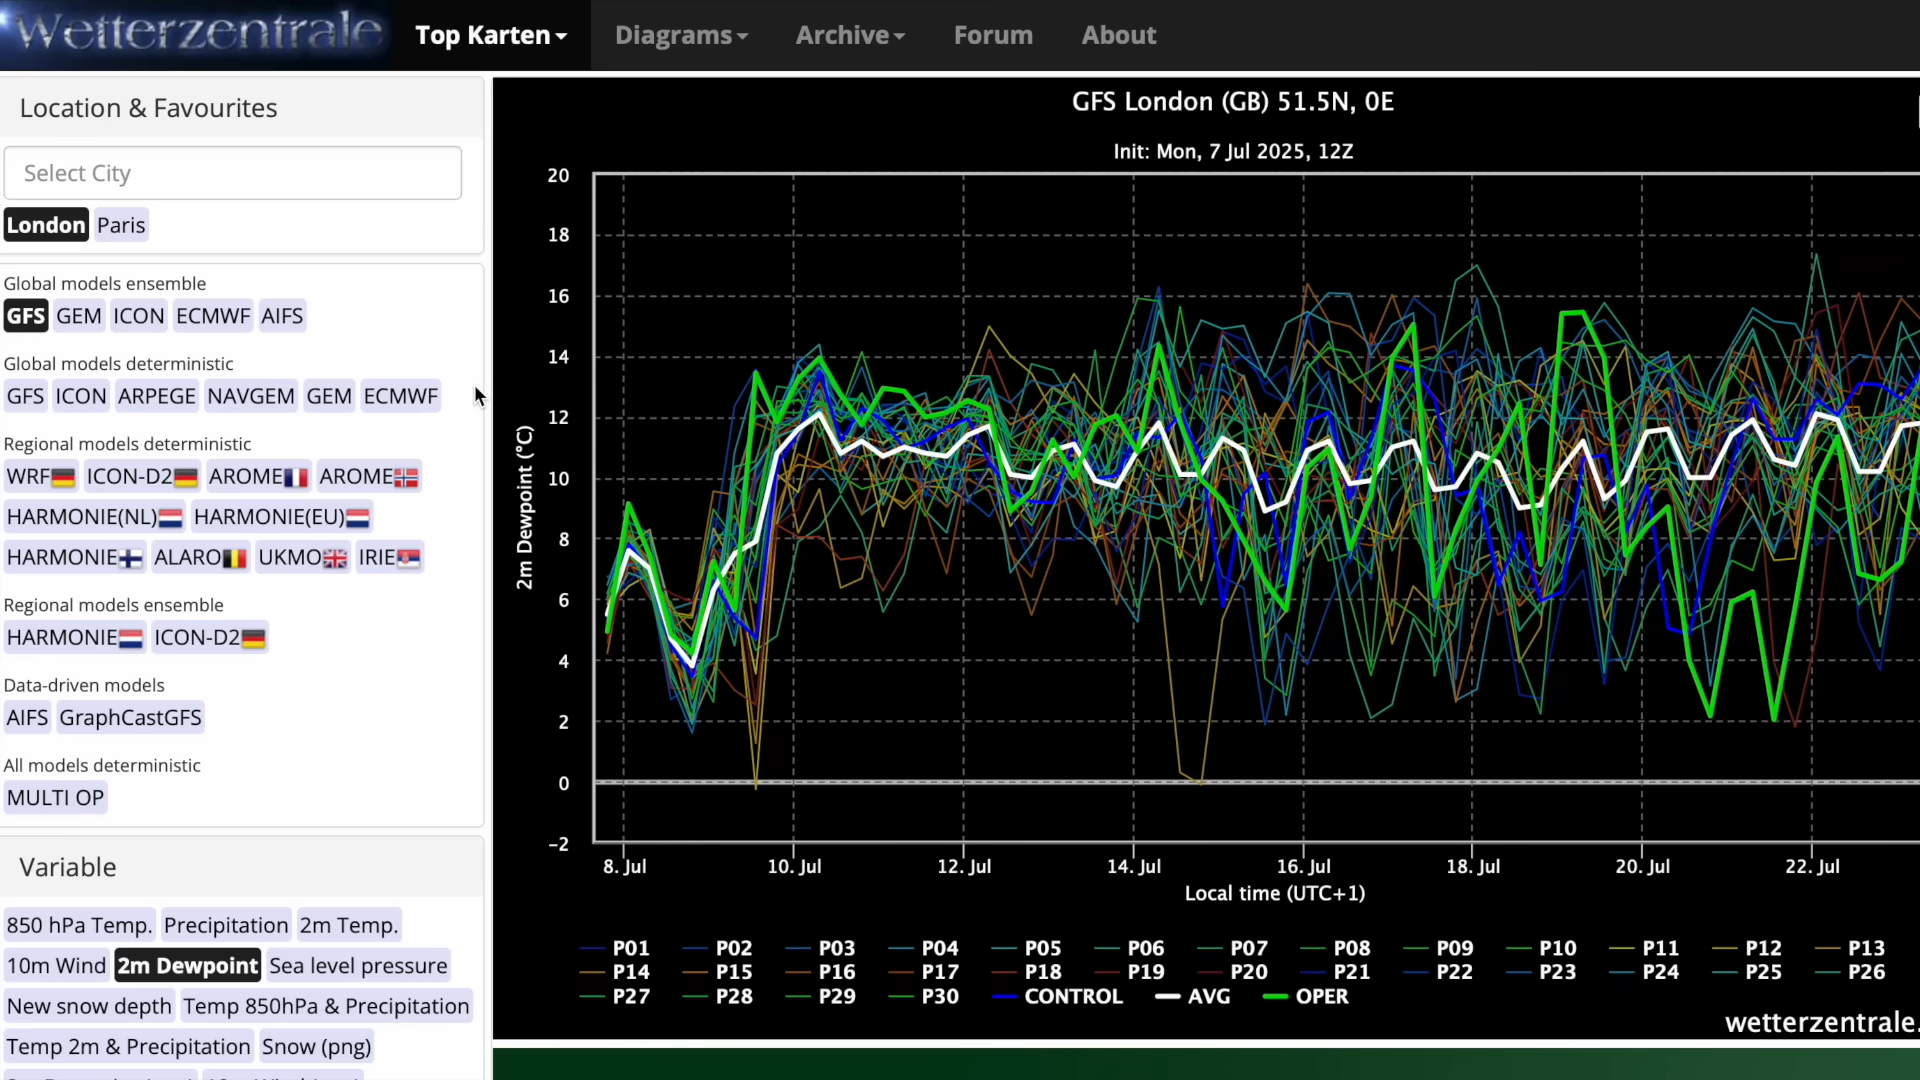 Wetterzentrale
Top Karten
Diagrams
Archive
Forum
About
Location & Favourites
Select City
London Paris
Global models ensemble
GFS GEM ICON ECMWF AIFS
Global models deterministic
GFS ICON ARPEGE NAVGEM GEM ECMWF
Regional models deterministic
WRF ICON-D2 AROME AROME
HARMONIE(NL) HARMONIE(EU)
HARMONIE ALARO UKMO IRIE
Regional models ensemble
HARMONIE ICON-D2
Data-driven models
AIFS GraphCastGFS
All models deterministic
MULTI OP
Variable
850 hPa Temp. Precipitation 2m Temp.
10m Wind 2m Dewpoint Sea level pressure
New snow depth Temp 850hPa & Precipitation
Temp 2m & Precipitation Snow (png)
GFS London (GB) 51.5N, 0E
Init: Mon, 7 Jul 2025, 12Z
20
18
16
14
12
10
8
6
4
2
0
−2
2m Dewpoint (°C)
8. Jul 10. Jul 12. Jul 14. Jul 16. Jul 18. Jul 20. Jul 22. Jul
Local time (UTC+1)
P01 P02 P03 P04 P05 P06 P07 P08 P09 P10 P11 P12 P13
P14 P15 P16 P17 P18 P19 P20 P21 P22 P23 P24 P25 P26
P27 P28 P29 P30 CONTROL AVG OPER
wetterzentrale.